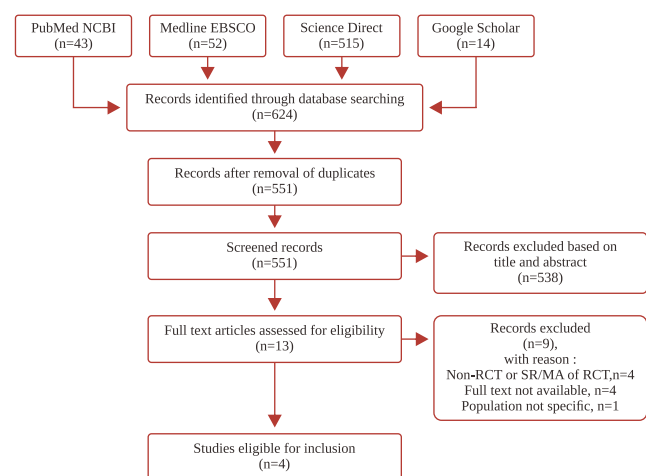 PubMed NCBI
(n=43)
Medline EBSCO
(n=52)
Science Direct
(n=515)
Google Scholar
(n=14)
Records identified through database searching
(n=624)
Records after removal of duplicates
(n=551)
Screened records
(n=551)
Records excluded based on
title and abstract
(n=538)
Full text articles assessed for eligibility
(n=13)
Records excluded
(n=9),
with reason :
Non-RCT or SR/MA of RCT,n=4
Full text not available, n=4
Population not specific, n=1
Studies eligible for inclusion
(n=4)